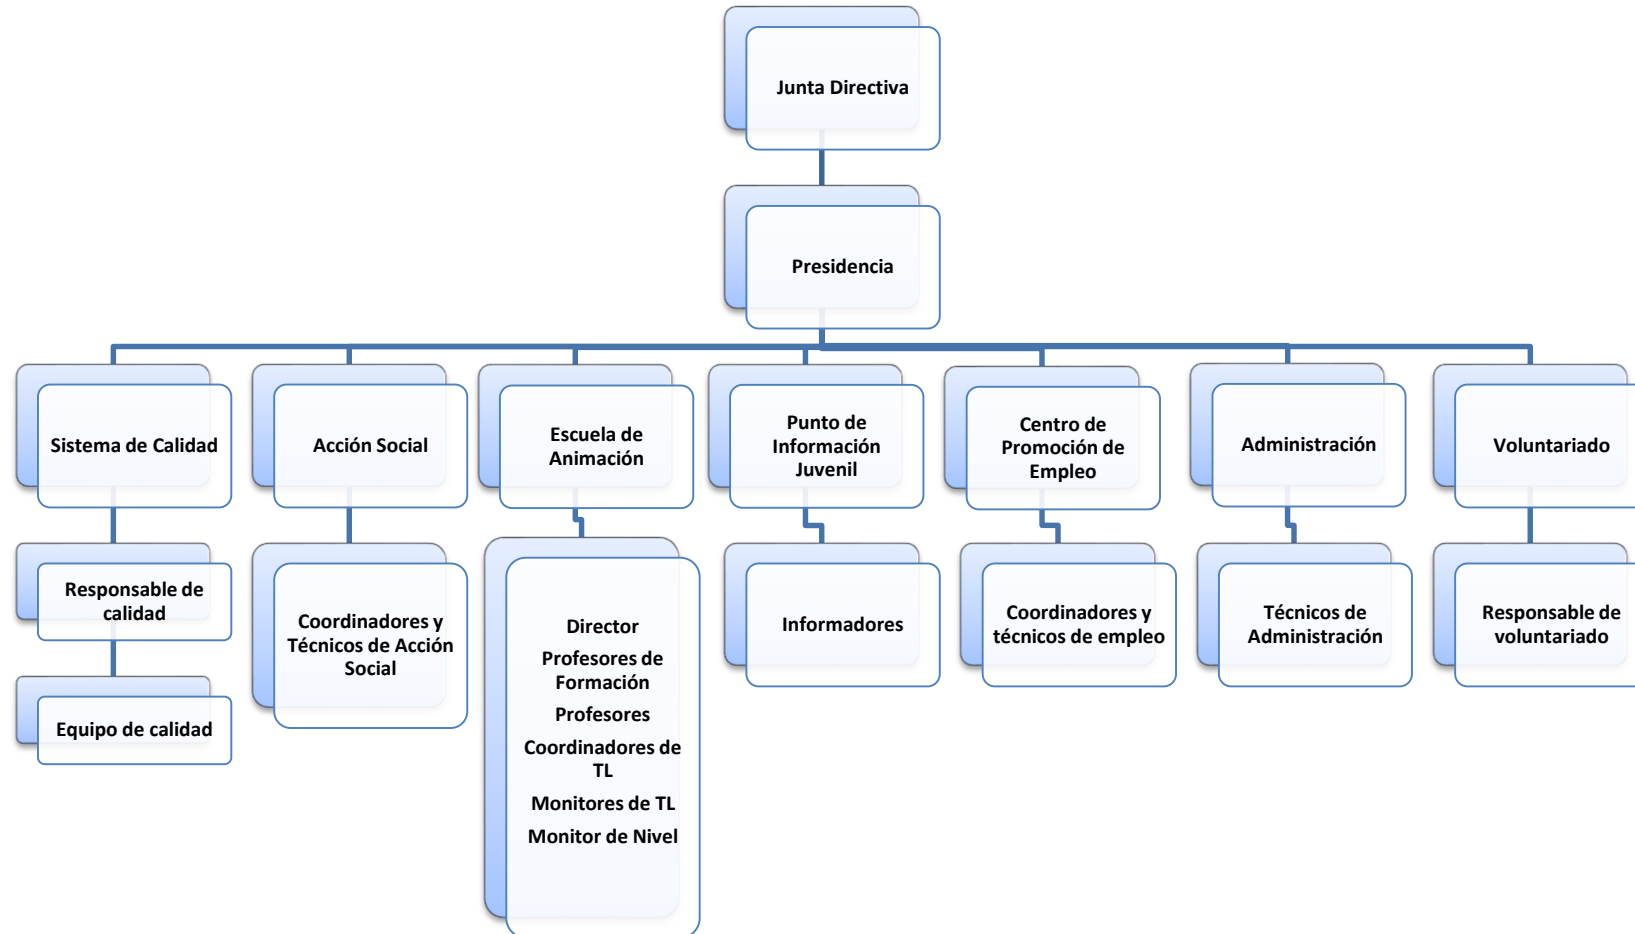 Junta Directiva
Presidencia
Sistema de Calidad
Acción Social
Escuela de
Animación
Punto de
Información
Juvenil
Centro de
Promoción de
Empleo
Administración
Voluntariado
Responsable de
calidad
Equipo de calidad
Coordinadores y
Técnicos de Acción
Social
Director
Profesores de
Formación
Profesores
Coordinadores de
TL
Monitores de TL
Monitor de Nivel
Informadores
Coordinadores y
técnicos de empleo
Técnicos de
Administración
Responsable de
voluntariado